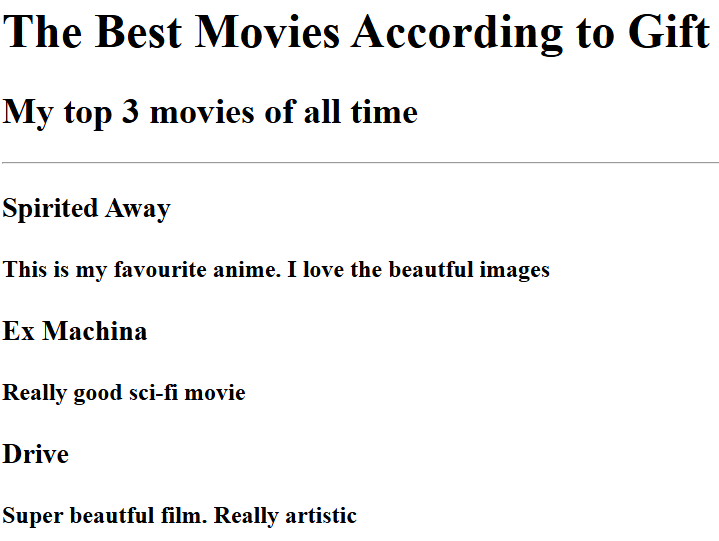 The Best Movies According to Gift
My top 3 movies of all time
Spirited Away
This is my favourite anime. I love the beautful images
Ex Machina
Really good sci-fi movie
Drive
Super beautful film. Really artistic